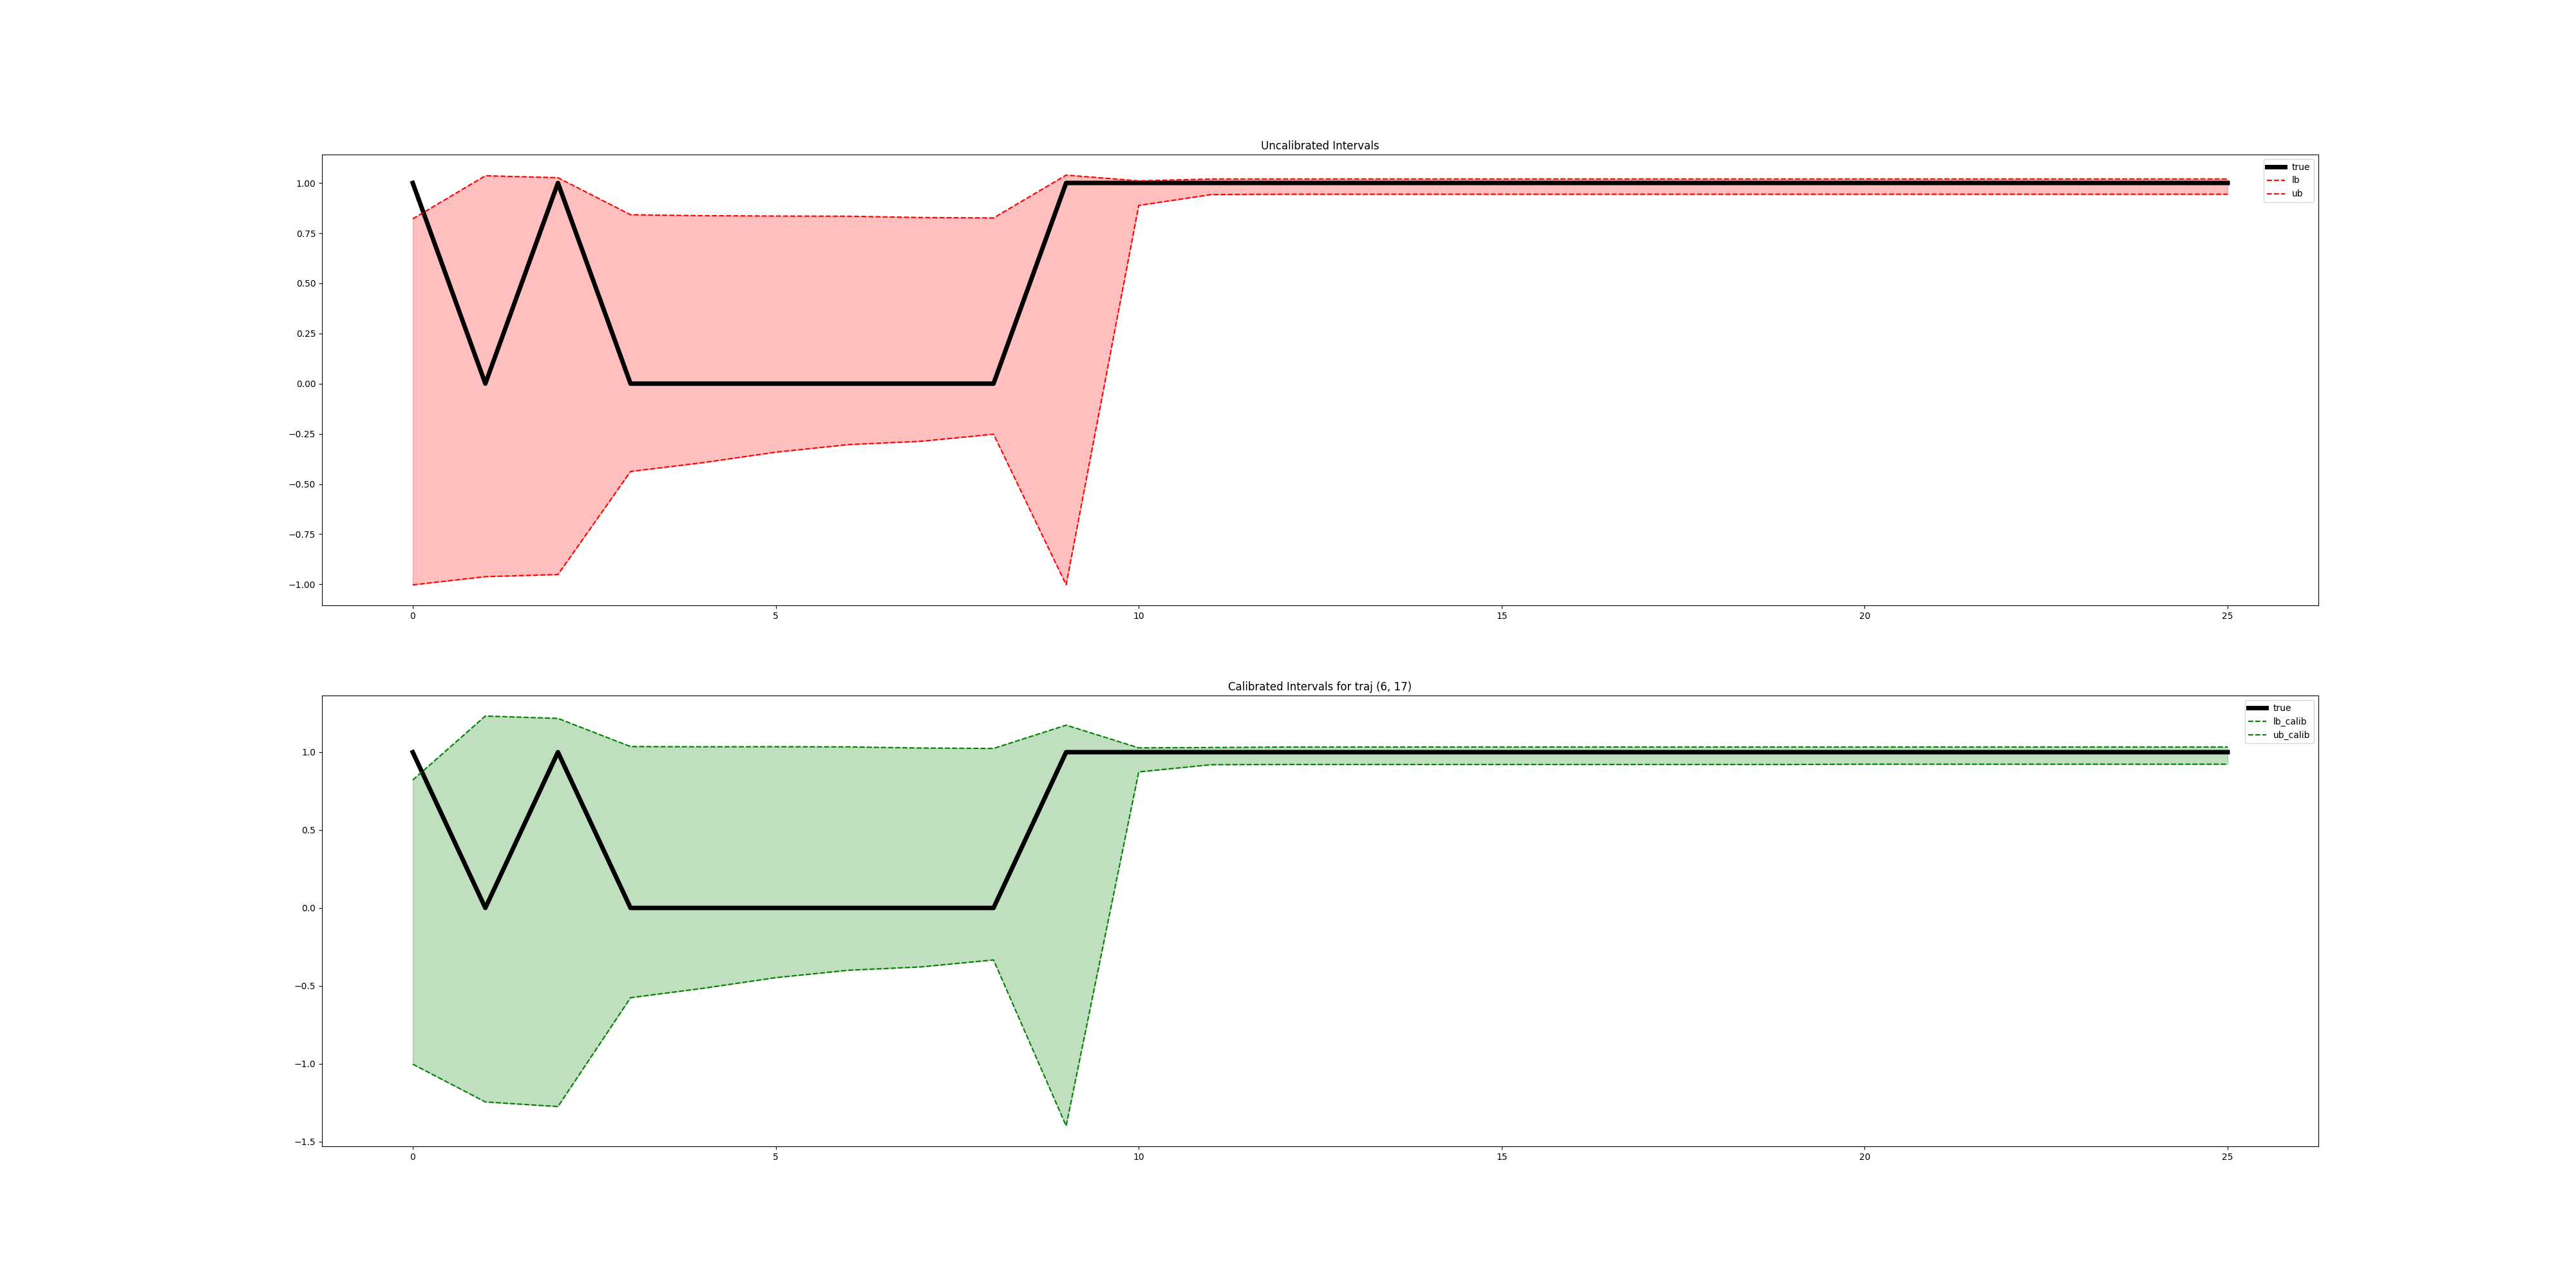 Uncalibrated Intervals
true
lb
ub
1.00
0.75
0.50
0.25
0.00
−0.25
−0.50
−0.75
−1.00
0 5 10 15 20 25
Calibrated Intervals for traj (6, 17)
true
lb_calib
ub_calib
1.0
0.5
0.0
−0.5
−1.0
−1.5
0 5 10 15 20 25